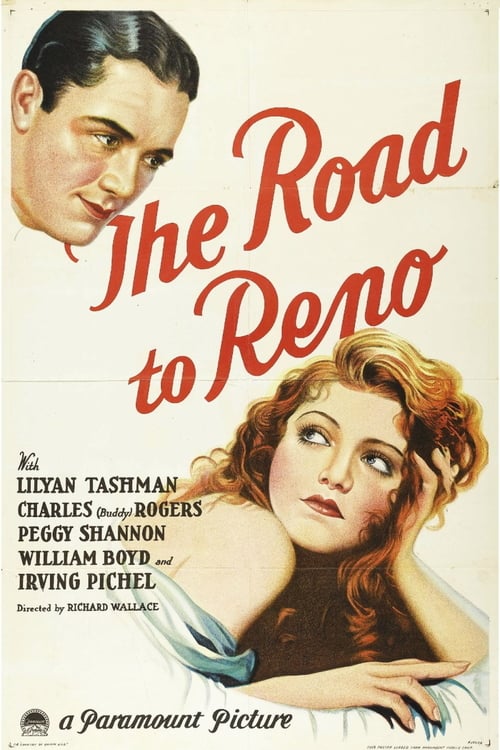 The Road
to Reno
With
LILYAN TASHMAN
CHARLES (Buddy) ROGERS
PEGGY SHANNON
WILLIAM BOYD and
IRVING PICHEL
Directed by RICHARD WALLACE
a Paramount Picture